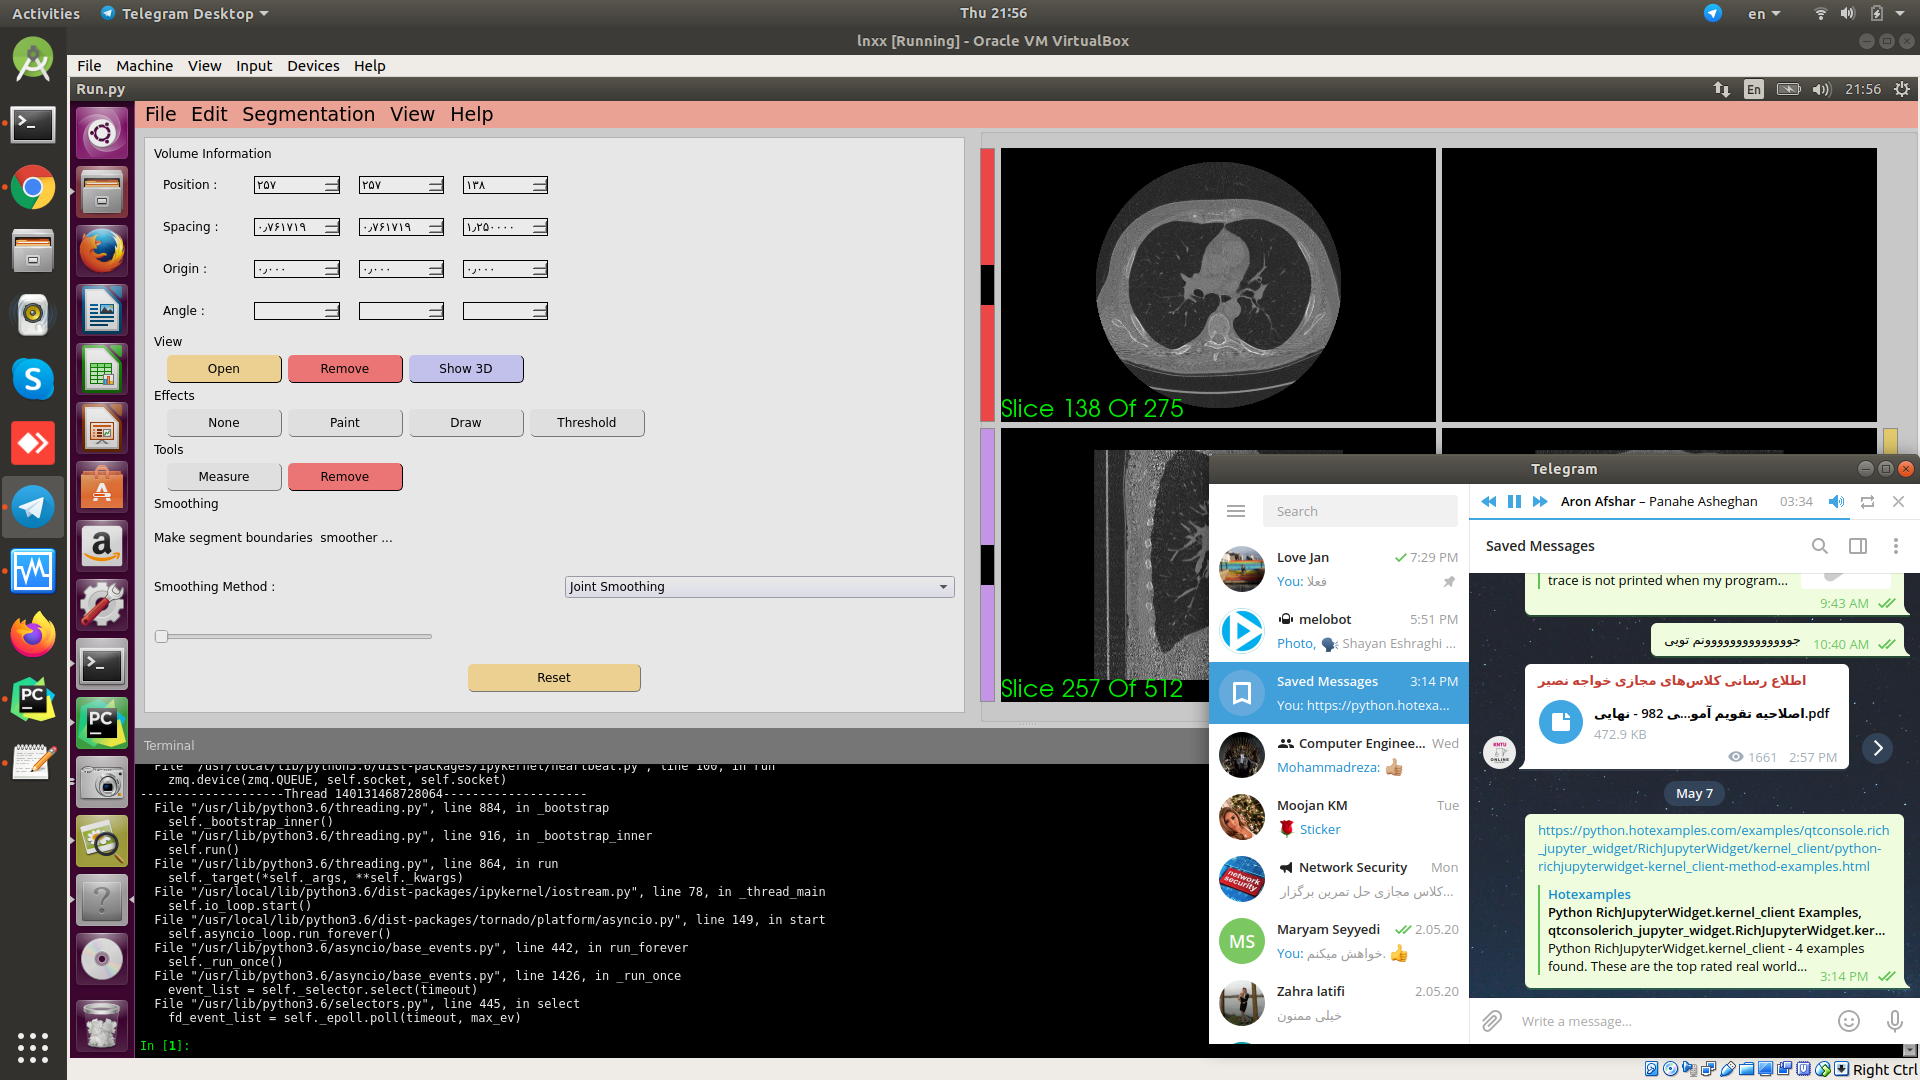 Activities Telegram Desktop Thu 21:56 en
lnxx [Running] - Oracle VM VirtualBox
File Machine View Input Devices Help
Run.py En 21:56
File Edit Segmentation View Help
Volume Information
Position : ۲۵۷ ۲۵۷ ۱۳۸
Spacing : ۰٫۷۶۱۷۱۹ ۰٫۷۶۱۷۱۹ ۱٫۲۵۰۰۰۰
Origin : ۰٫۰۰۰ ۰٫۰۰۰ ۰٫۰۰۰
Angle :
View
Open Remove Show 3D
Effects
None Paint Draw Threshold
Tools
Measure Remove
Smoothing
Make segment boundaries smoother ...
Smoothing Method : Joint Smoothing
Reset
Slice 138 Of 275
Slice 257 Of 512
Terminal
File "/usr/local/lib/python3.6/dist-packages/ipykernel/heartbeat.py", line 100, in run
zmq.device(zmq.QUEUE, self.socket, self.socket)
--------------------Thread 140131468728064--------------------
File "/usr/lib/python3.6/threading.py", line 884, in _bootstrap
self._bootstrap_inner()
File "/usr/lib/python3.6/threading.py", line 916, in _bootstrap_inner
self.run()
File "/usr/lib/python3.6/threading.py", line 864, in run
self._target(*self._args, **self._kwargs)
File "/usr/local/lib/python3.6/dist-packages/ipykernel/iostream.py", line 78, in _thread_main
self.io_loop.start()
File "/usr/local/lib/python3.6/dist-packages/tornado/platform/asyncio.py", line 149, in start
self.asyncio_loop.run_forever()
File "/usr/lib/python3.6/asyncio/base_events.py", line 442, in run_forever
self._run_once()
File "/usr/lib/python3.6/asyncio/base_events.py", line 1426, in _run_once
event_list = self._selector.select(timeout)
File "/usr/lib/python3.6/selectors.py", line 445, in select
fd_event_list = self._epoll.poll(timeout, max_ev)
In [1]:
Telegram
Search
Love Jan 7:29 PM
You: فعلا
melobot 5:51 PM
Photo, 🗣 Shayan Eshraghi ...
Saved Messages 3:14 PM
You: https://python.hotexa...
Computer Enginee... Wed
Mohammadreza: 👍🏼
Moojan KM Tue
🌹 Sticker
network security
Network Security Mon
کلاس مجازی حل تمرین برگزار...
MS
Maryam Seyyedi 2.05.20
You: خواهش میکنم. 👍
Zahra latifi 2.05.20
خیلی ممنون
Aron Afshar – Panahe Asheghan 03:34
Saved Messages
trace is not printed when my program...
9:43 AM
جووووووووووووووونم تویی 10:40 AM
اطلاع رسانی کلاس‌های مجازی خواجه نصیر
اصلاحیه تقویم آمو...ی 982 - نهایی.pdf
472.9 KB
1661 2:57 PM
KNTU ONLINE
May 7
https://python.hotexamples.com/examples/qtconsole.rich
_jupyter_widget/RichJupyterWidget/kernel_client/python-
richjupyterwidget-kernel_client-method-examples.html
Hotexamples
Python RichJupyterWidget.kernel_client Examples,
qtconsolerich_jupyter_widget.RichJupyterWidget.ker...
Python RichJupyterWidget.kernel_client - 4 examples
found. These are the top rated real world...
3:14 PM
Write a message...
Right Ctrl